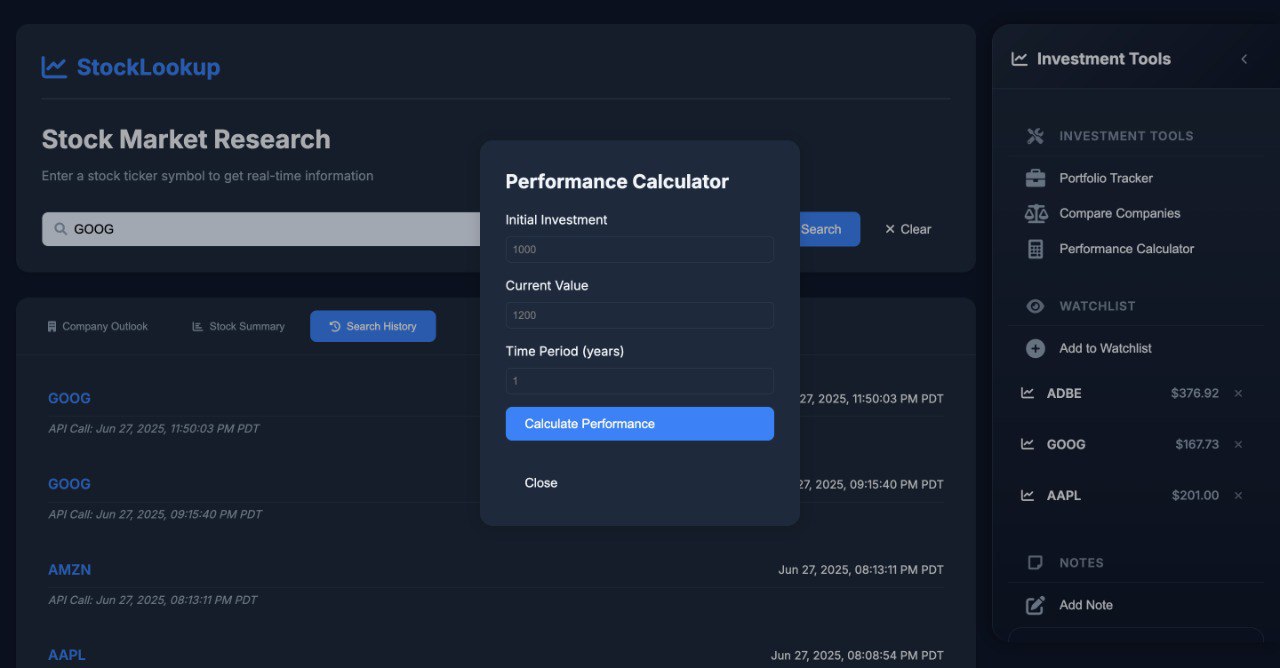 StockLookup
Stock Market Research
Enter a stock ticker symbol to get real-time information
GOOG
Search
Clear
Company Outlook
Stock Summary
Search History
GOOG
27, 2025, 11:50:03 PM PDT
API Call: Jun 27, 2025, 11:50:03 PM PDT
GOOG
27, 2025, 09:15:40 PM PDT
API Call: Jun 27, 2025, 09:15:40 PM PDT
AMZN
Jun 27, 2025, 08:13:11 PM PDT
API Call: Jun 27, 2025, 08:13:11 PM PDT
AAPL
Jun 27, 2025, 08:08:54 PM PDT
Performance Calculator
Initial Investment
1000
Current Value
1200
Time Period (years)
1
Calculate Performance
Close
Investment Tools
INVESTMENT TOOLS
Portfolio Tracker
Compare Companies
Performance Calculator
WATCHLIST
Add to Watchlist
ADBE $376.92
GOOG $167.73
AAPL $201.00
NOTES
Add Note